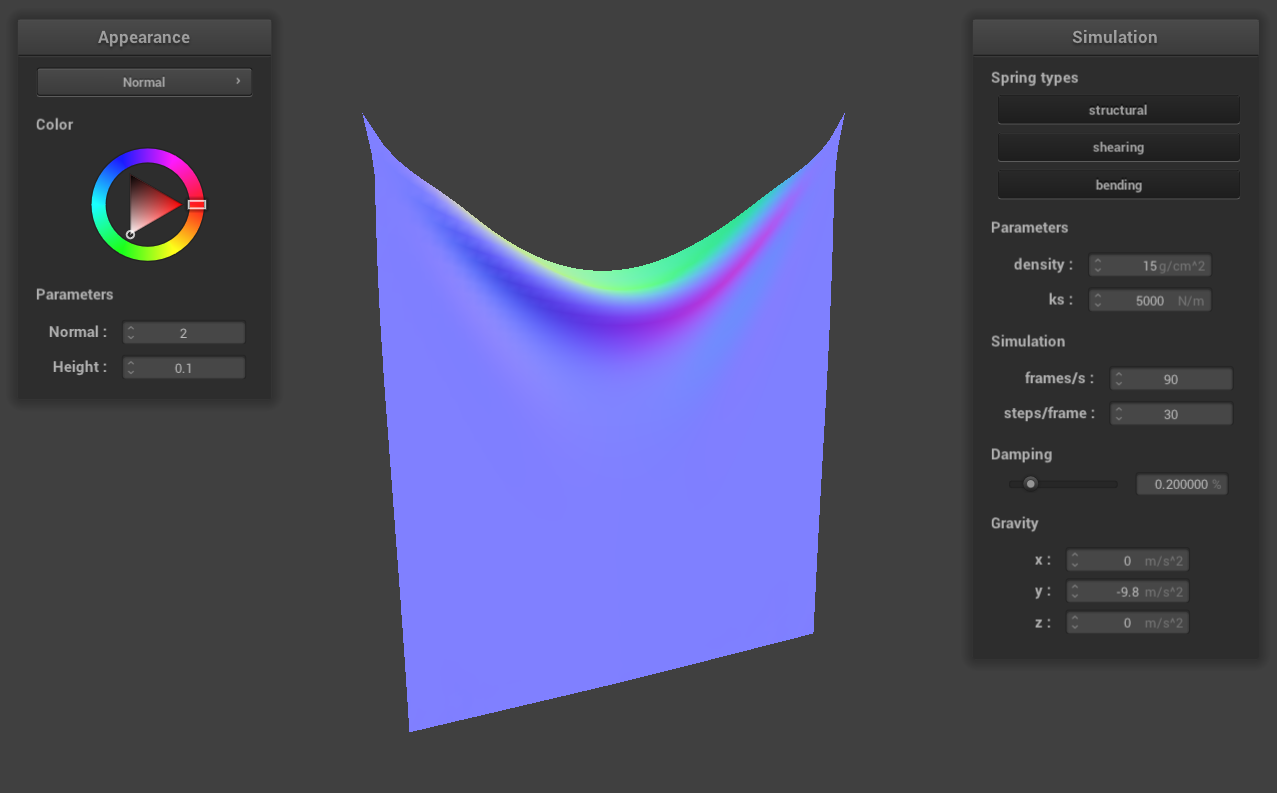 Appearance
Normal
Color
Parameters
Normal : 2
Height : 0.1
Simulation
Spring types
structural
shearing
bending
Parameters
density : 15 g/cm^2
ks : 5000 N/m
Simulation
frames/s : 90
steps/frame : 30
Damping
0.200000 %
Gravity
x : 0 m/s^2
y : -9.8 m/s^2
z : 0 m/s^2